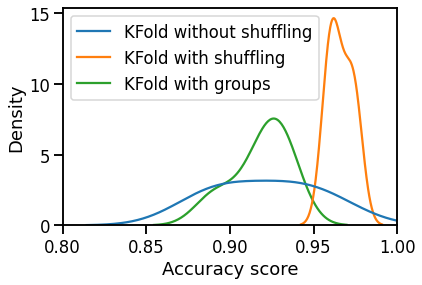 KFold without shuffling
KFold with shuffling
KFold with groups
Density
15
10
5
0
0.80 0.85 0.90 0.95 1.00
Accuracy score